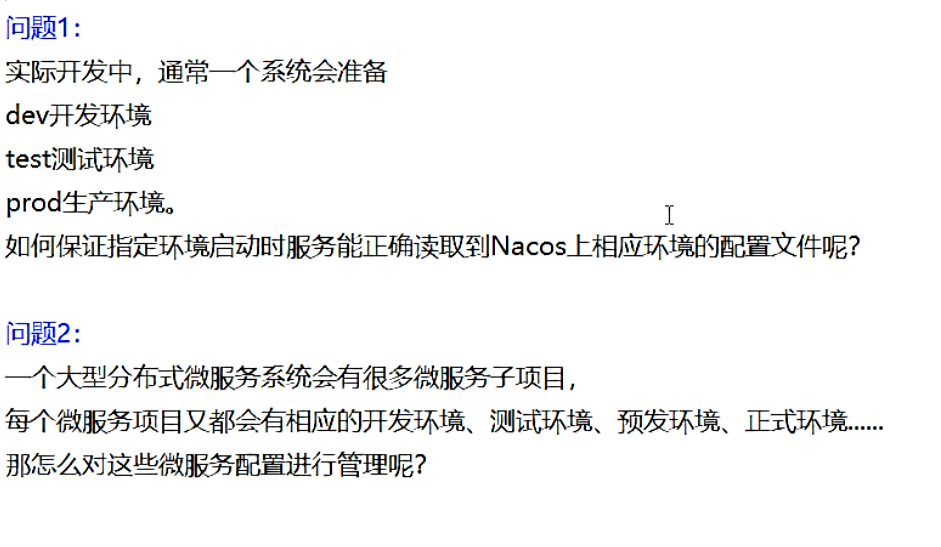 问题1:
实际开发中，通常一个系统会准备
dev开发环境
test测试环境
prod生产环境。
如何保证指定环境启动时服务能正确读取到Nacos上相应环境的配置文件呢?
问题2:
一个大型分布式微服务系统会有很多微服务子项目，
每个微服务项目又都会有相应的开发环境、测试环境、预发环境、正式环境......
那怎么对这些微服务配置进行管理呢?